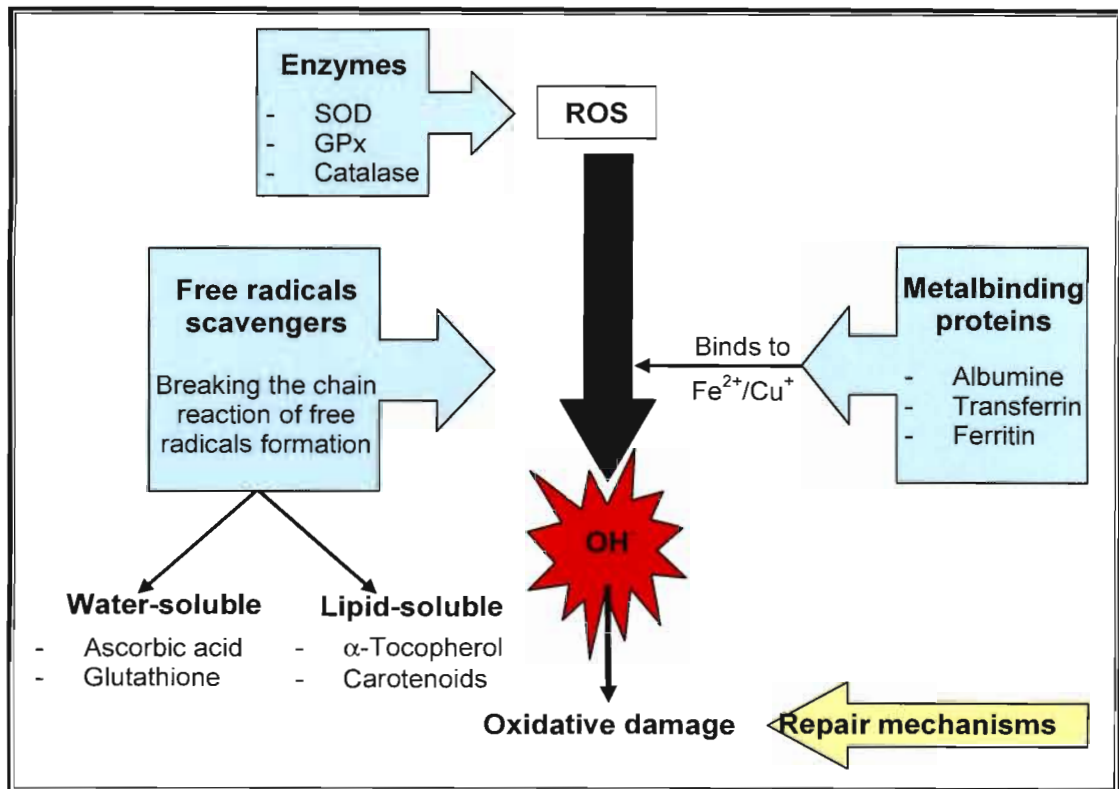 Enzymes
- SOD
- GPx
- Catalase
ROS
Free radicals
scavengers
Breaking the chain
reaction of free
radicals formation
Binds to
Fe²⁺/Cu⁺
Metalbinding
proteins
- Albumine
- Transferrin
- Ferritin
OH⁻
Water-soluble
- Ascorbic acid
- Glutathione
Lipid-soluble
- α-Tocopherol
- Carotenoids
Oxidative damage
Repair mechanisms